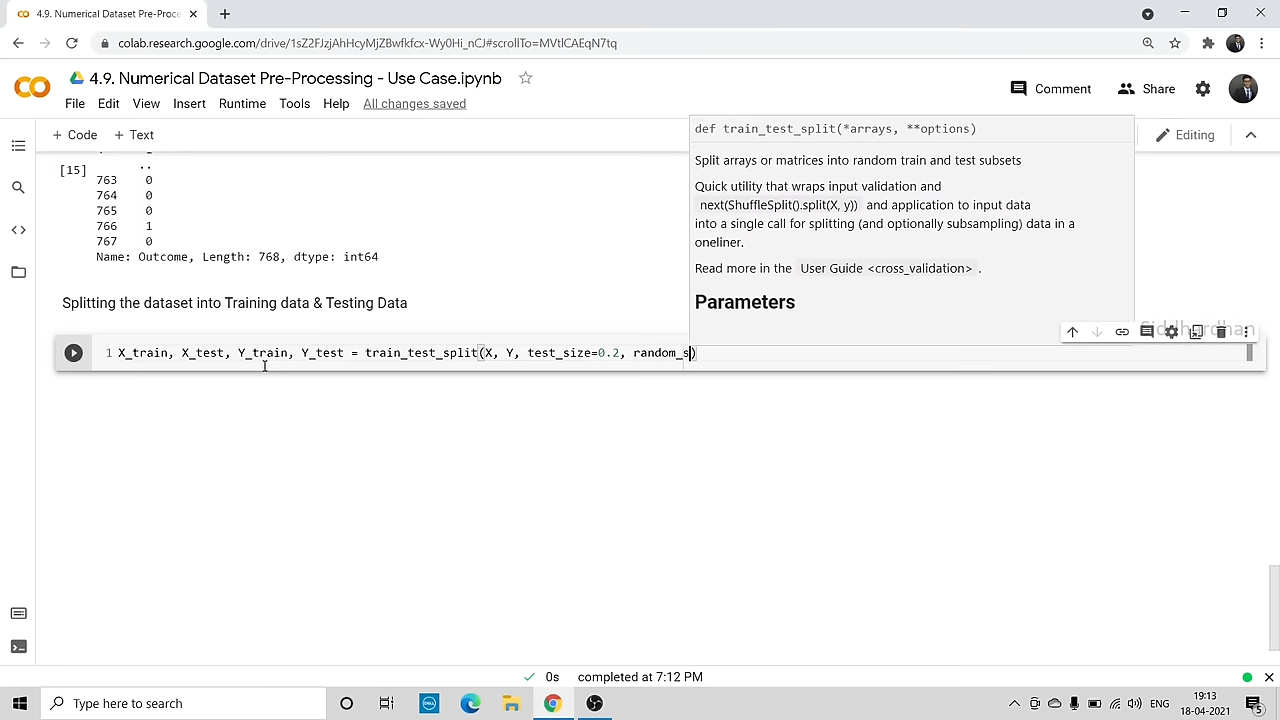 4.9. Numerical Dataset Pre-Proce
colab.research.google.com/drive/1sZ2FJzjAhHcyMjZBwfkfcx-Wy0Hi_nCJ#scrollTo=MVtlCAEqN7tq
4.9. Numerical Dataset Pre-Processing - Use Case.ipynb
File Edit View Insert Runtime Tools Help All changes saved
Comment Share
+ Code + Text
Editing
def train_test_split(*arrays, **options)
Split arrays or matrices into random train and test subsets
Quick utility that wraps input validation and
next(ShuffleSplit().split(X, y)) and application to input data
into a single call for splitting (and optionally subsampling) data in a
oneliner.
Read more in the User Guide <cross_validation> .
Parameters
[15] ..
763 0
764 0
765 0
766 1
767 0
Name: Outcome, Length: 768, dtype: int64
Splitting the dataset into Training data & Testing Data
Siddhardhan
1 X_train, X_test, Y_train, Y_test = train_test_split(X, Y, test_size=0.2, random_s)
0s completed at 7:12 PM
Type here to search
DELL
ENG
19:13
18-04-2021
5